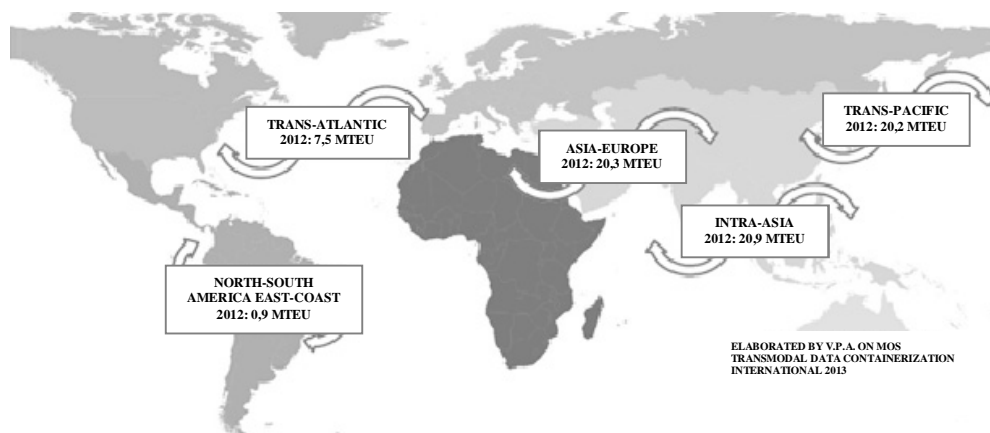 TRANS-ATLANTIC
2012: 7,5 MTEU
TRANS-PACIFIC
2012: 20,2 MTEU
ASIA-EUROPE
2012: 20,3 MTEU
INTRA-ASIA
2012: 20,9 MTEU
NORTH-SOUTH
AMERICA EAST-COAST
2012: 0,9 MTEU
ELABORATED BY V.P.A. ON MOS
TRANSMODAL DATA CONTAINERIZATION
INTERNATIONAL 2013